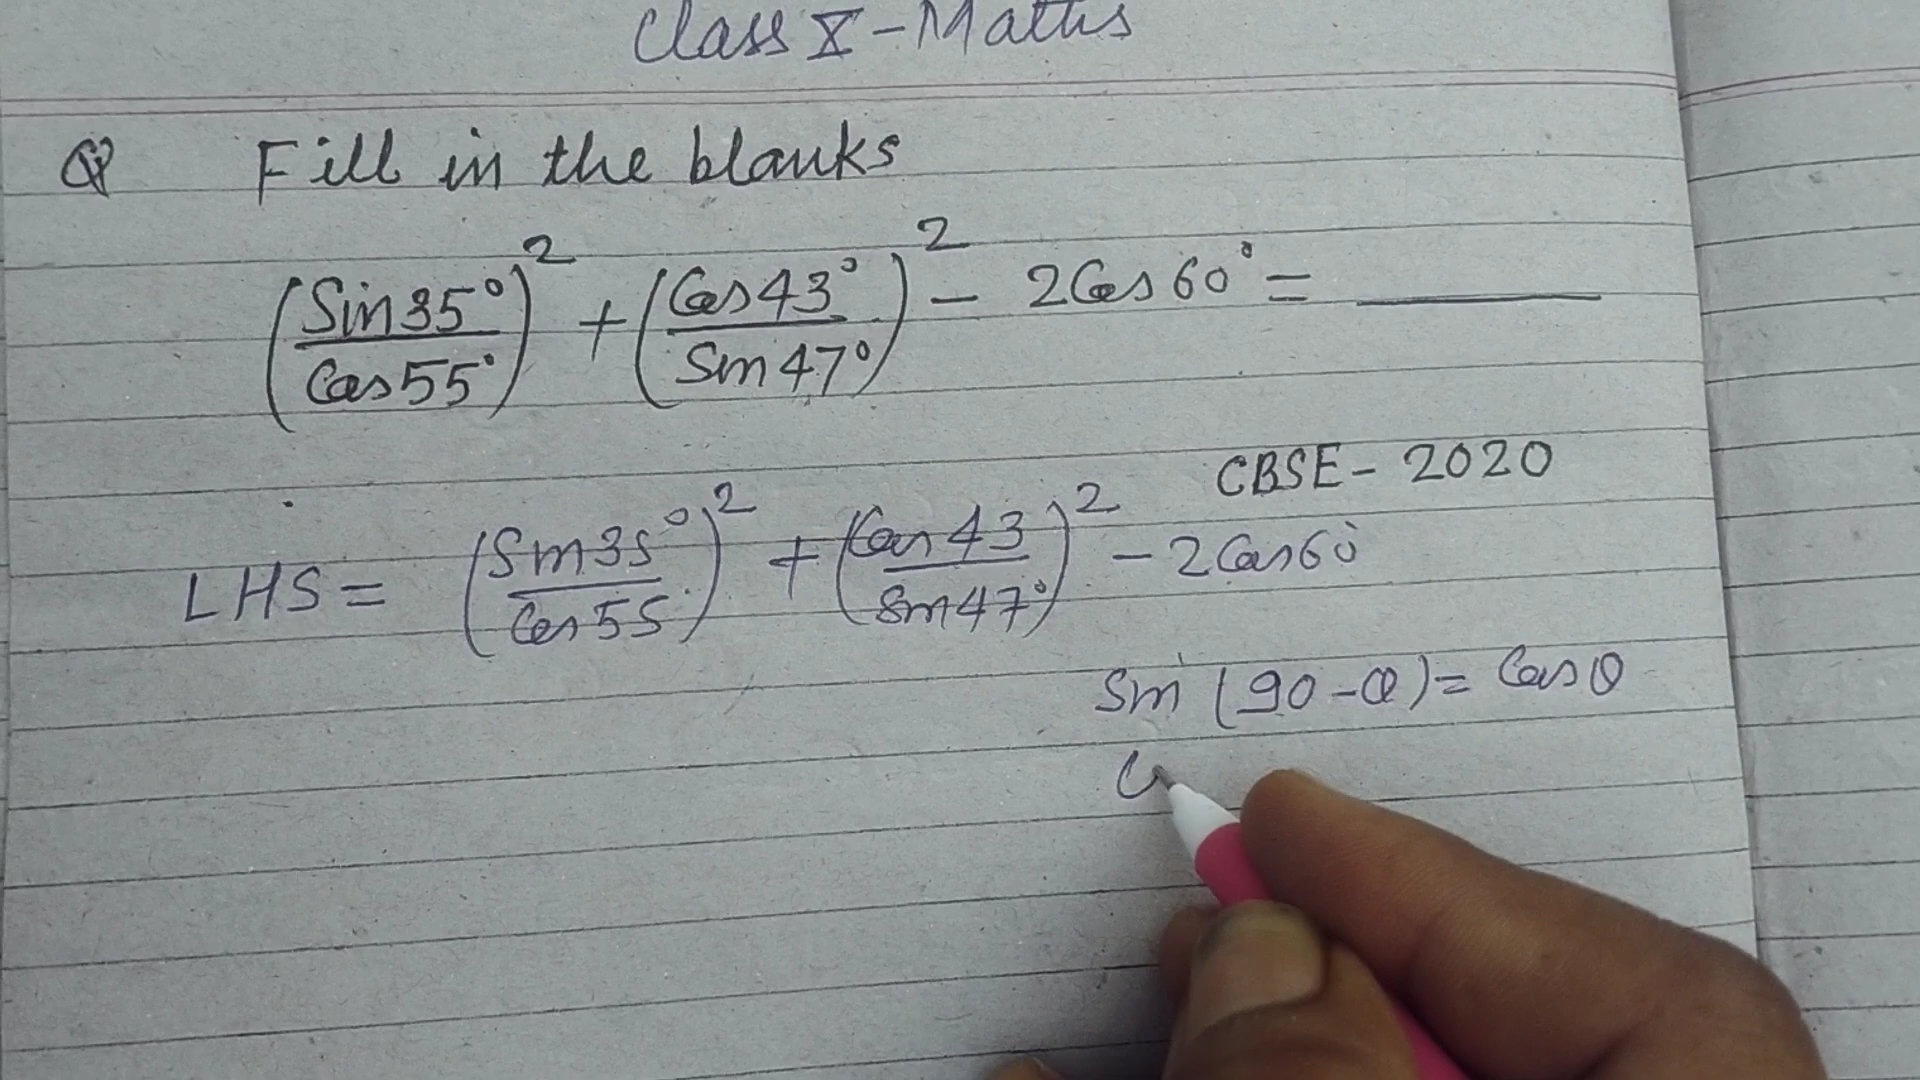 Class X - Maths
Q Fill in the blanks
(Sin35°/Cos55°)² + (Cos43°/Sin47°)² - 2Cos60° = ______
CBSE - 2020
LHS = (Sin35°/Cos55)² + (Cos43/Sin47°)² - 2Cos60°
Sin (90-θ) = Cosθ
C